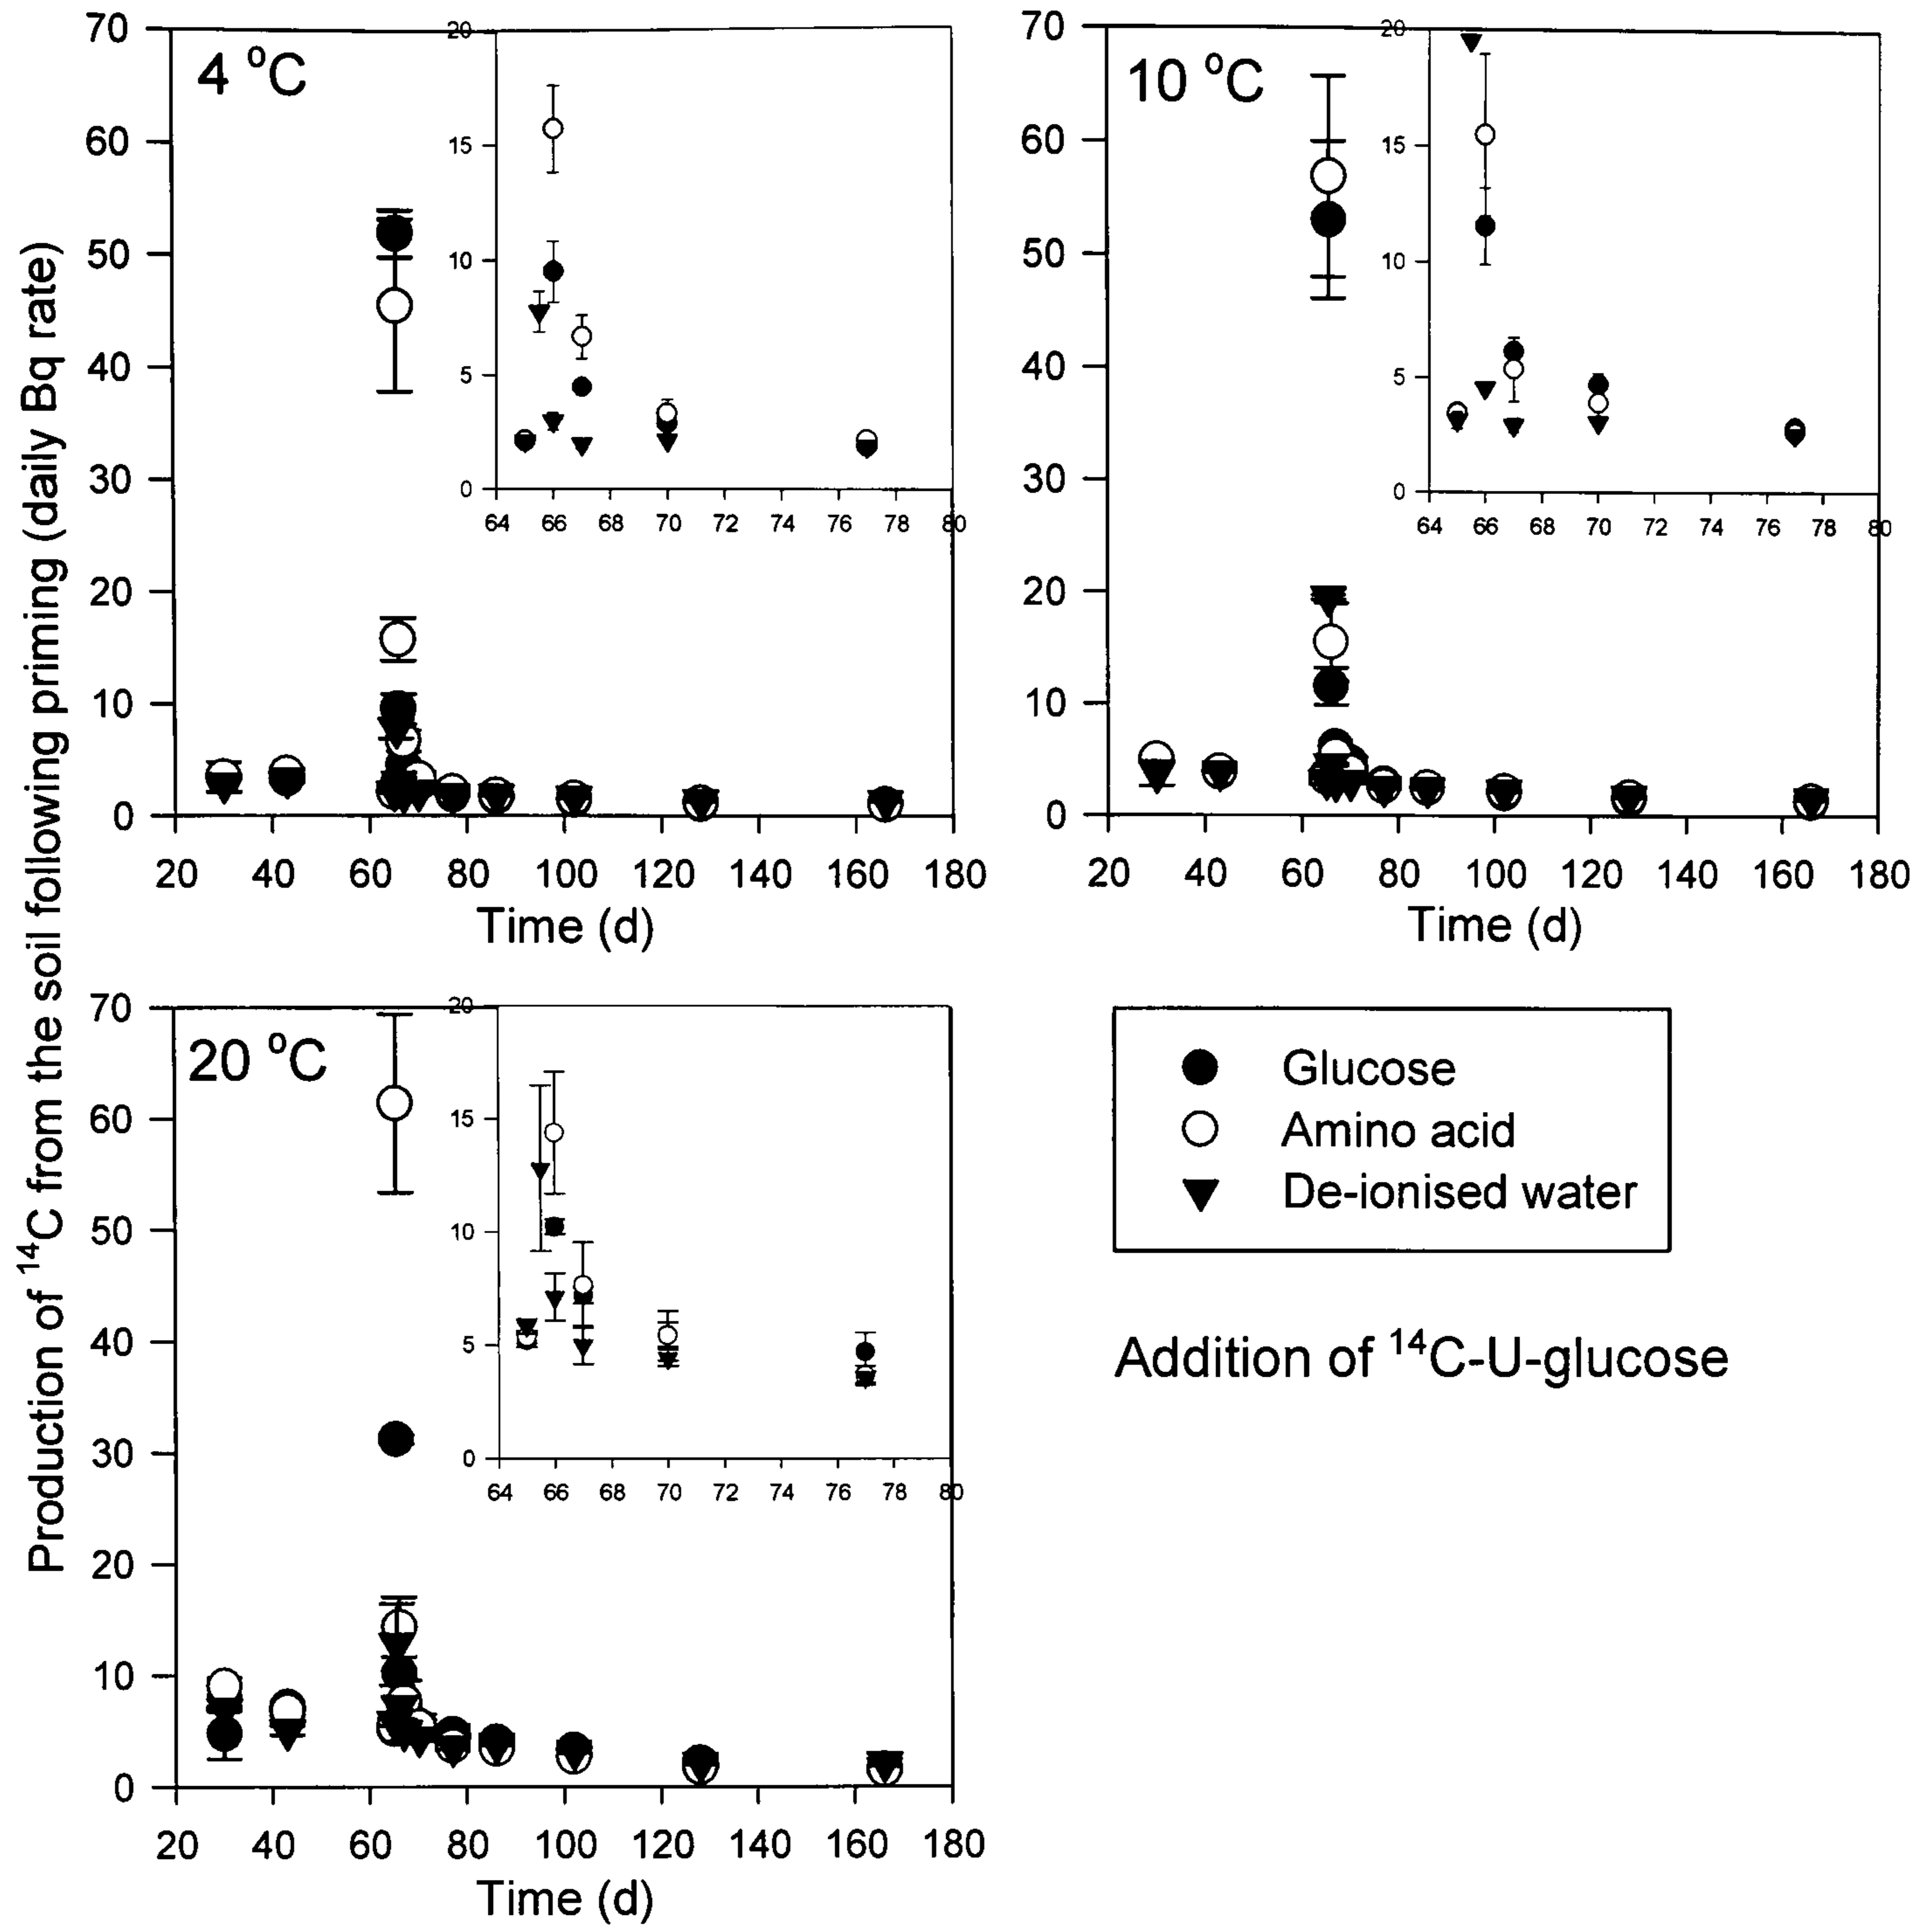 Production of ¹⁴C from the soil following priming (daily Bq rate)
4 °C
70
60
50
40
30
20
10
0
20 40 60 80 100 120 140 160 180
Time (d)
20
15
10
5
0
64 66 68 70 72 74 76 78 80
10 °C
70
60
50
40
30
20
10
0
20 40 60 80 100 120 140 160 180
Time (d)
20
15
10
5
0
64 66 68 70 72 74 76 78 80
20 °C
70
60
50
40
30
20
10
0
20 40 60 80 100 120 140 160 180
Time (d)
20
15
10
5
0
64 66 68 70 72 74 76 78 80
Glucose
Amino acid
De-ionised water
Addition of ¹⁴C-U-glucose